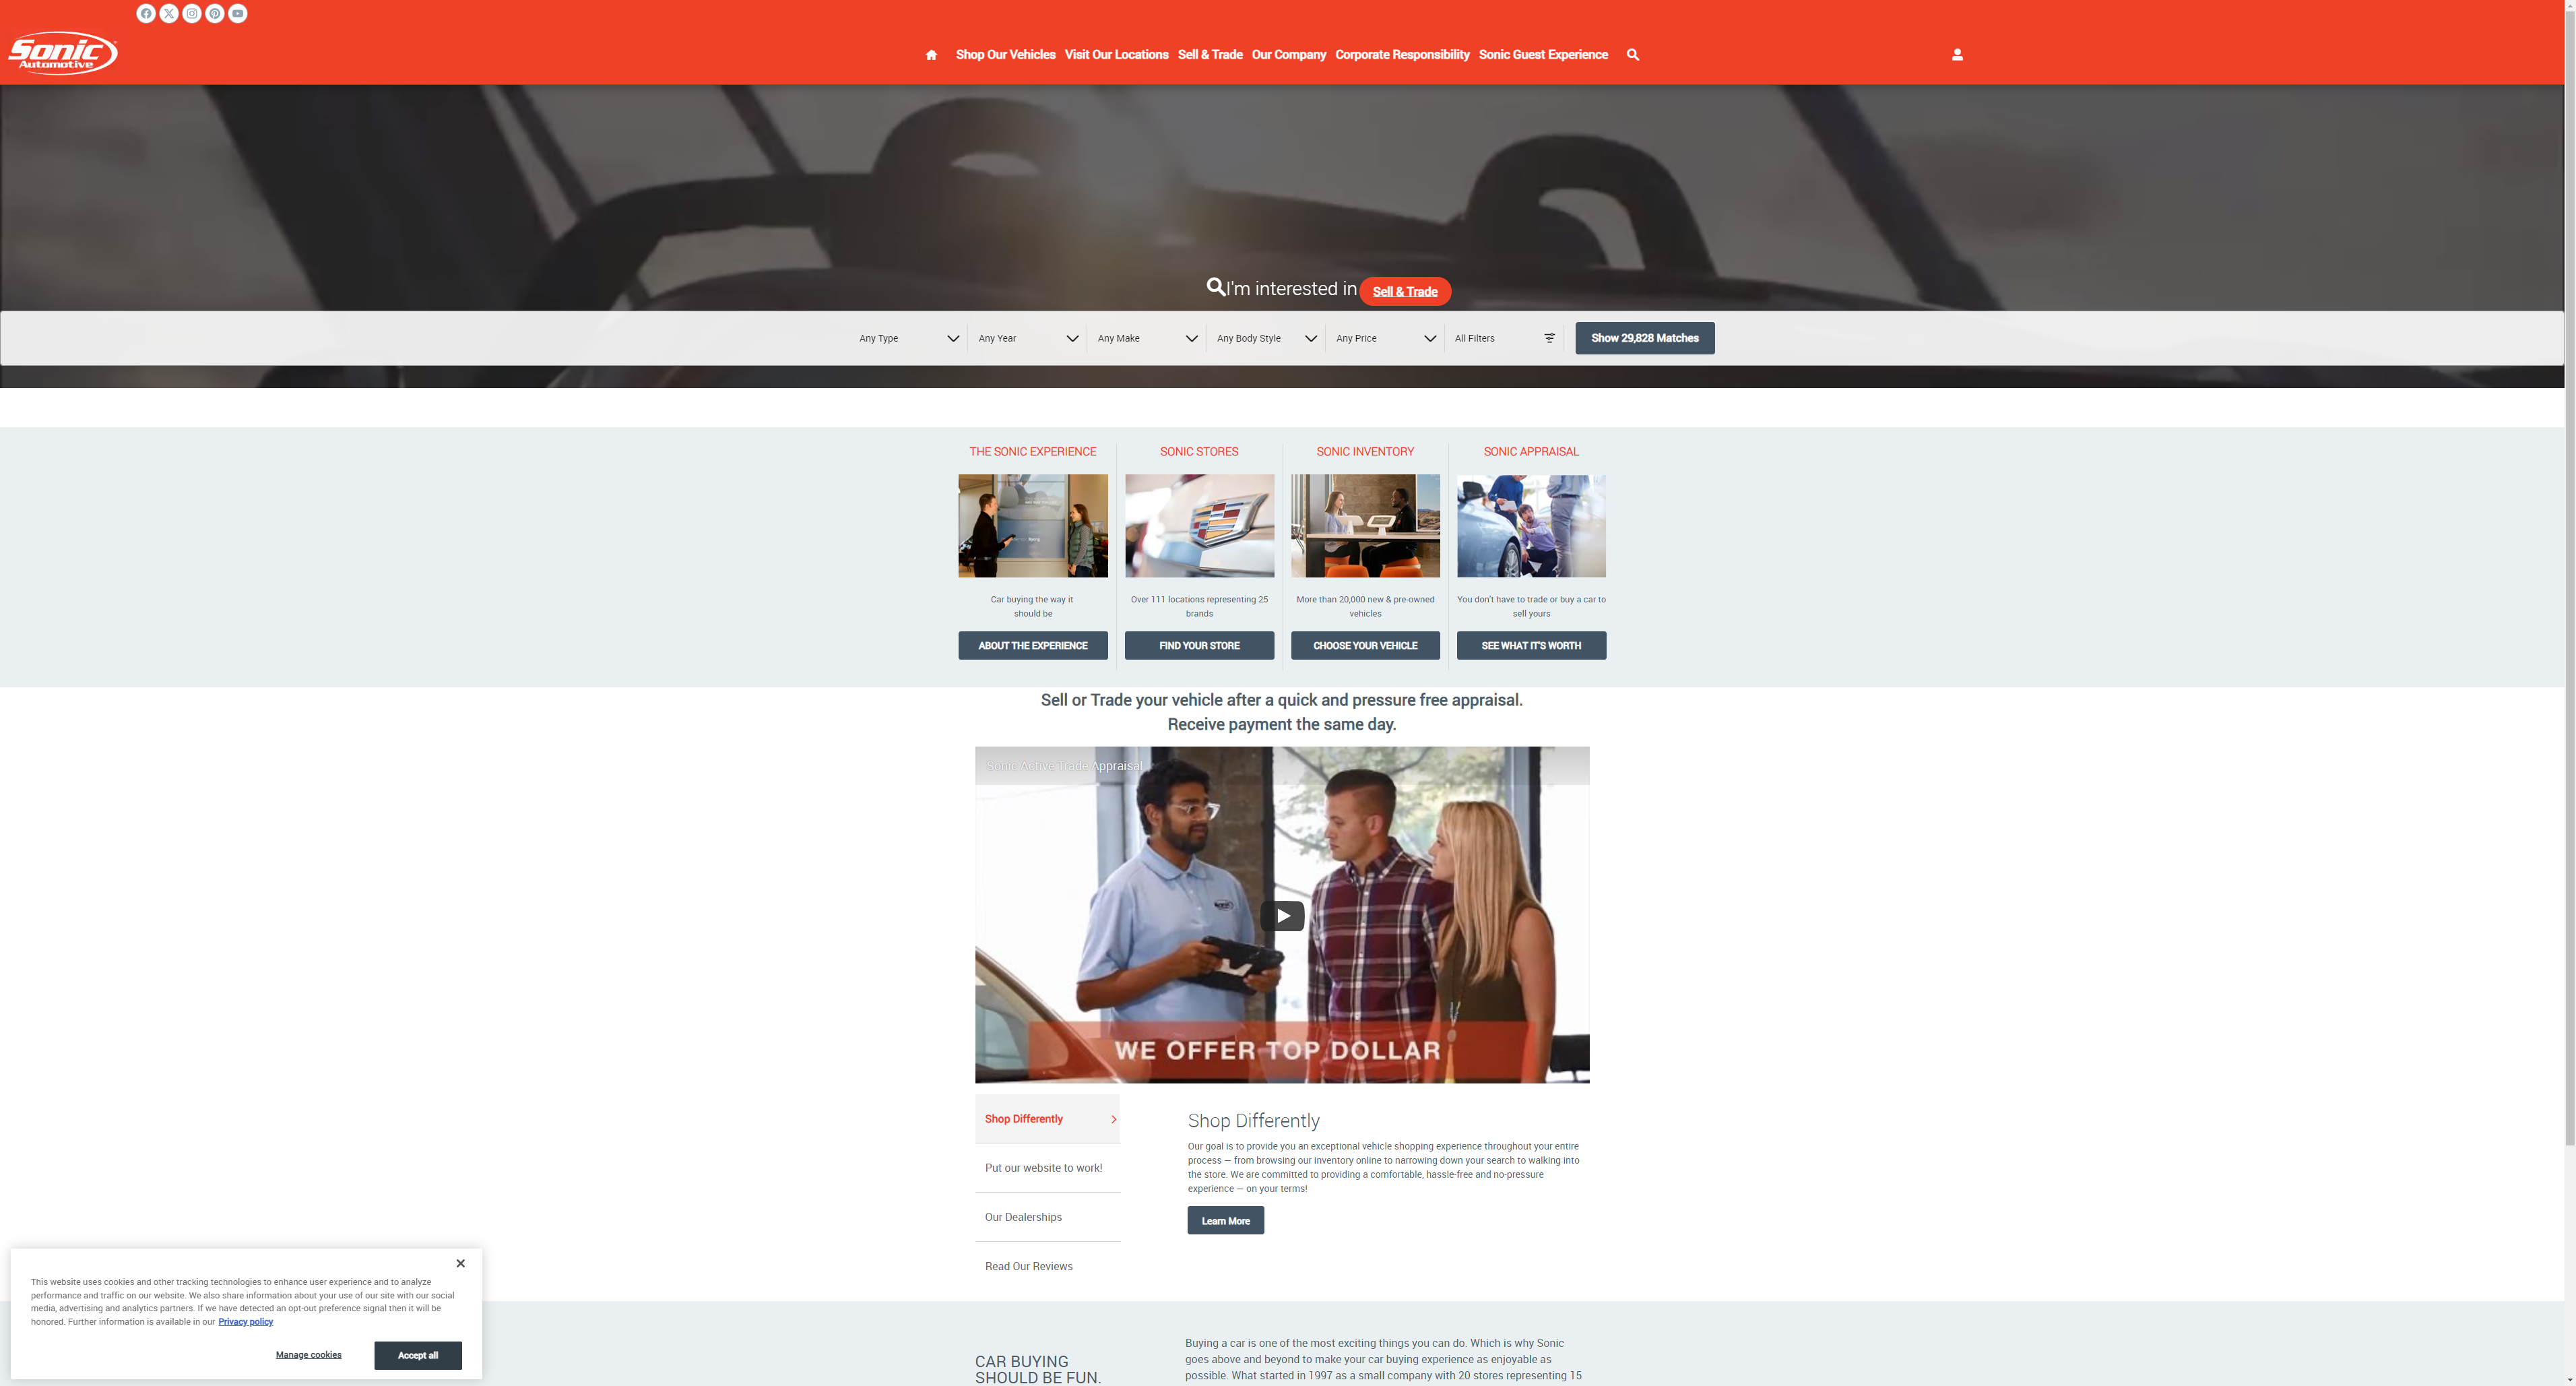 Sonic
Automotive
Shop Our Vehicles Visit Our Locations Sell & Trade Our Company Corporate Responsibility Sonic Guest Experience
I'm interested in Sell & Trade
Any Type Any Year Any Make Any Body Style Any Price All Filters Show 29,828 Matches
THE SONIC EXPERIENCE
Car buying the way it
should be
ABOUT THE EXPERIENCE
SONIC STORES
Over 111 locations representing 25
brands
FIND YOUR STORE
SONIC INVENTORY
More than 20,000 new & pre-owned
vehicles
CHOOSE YOUR VEHICLE
SONIC APPRAISAL
You don't have to trade or buy a car to
sell yours
SEE WHAT IT'S WORTH
Sell or Trade your vehicle after a quick and pressure free appraisal.
Receive payment the same day.
Sonic Active Trade Appraisal
Sonic
WE OFFER TOP DOLLAR
Shop Differently
Put our website to work!
Our Dealerships
Read Our Reviews
Shop Differently
Our goal is to provide you an exceptional vehicle shopping experience throughout your entire
process — from browsing our inventory online to narrowing down your search to walking into
the store. We are committed to providing a comfortable, hassle-free and no-pressure
experience — on your terms!
Learn More
CAR BUYING
SHOULD BE FUN.
Buying a car is one of the most exciting things you can do. Which is why Sonic
goes above and beyond to make your car buying experience as enjoyable as
possible. What started in 1997 as a small company with 20 stores representing 15
This website uses cookies and other tracking technologies to enhance user experience and to analyze
performance and traffic on our website. We also share information about your use of our site with our social
media, advertising and analytics partners. If we have detected an opt-out preference signal then it will be
honored. Further information is available in our Privacy policy
Manage cookies Accept all